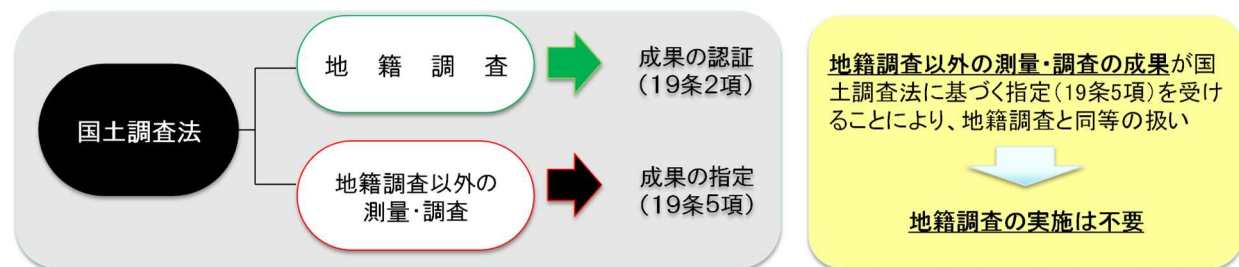 国土調査法
地籍調査
成果の認証
(19条2項)
地籍調査以外の
測量・調査
成果の指定
(19条5項)
地籍調査以外の測量・調査の成果が国
土調査法に基づく指定(19条5項)を受け
ることにより、地籍調査と同等の扱い
地籍調査の実施は不要